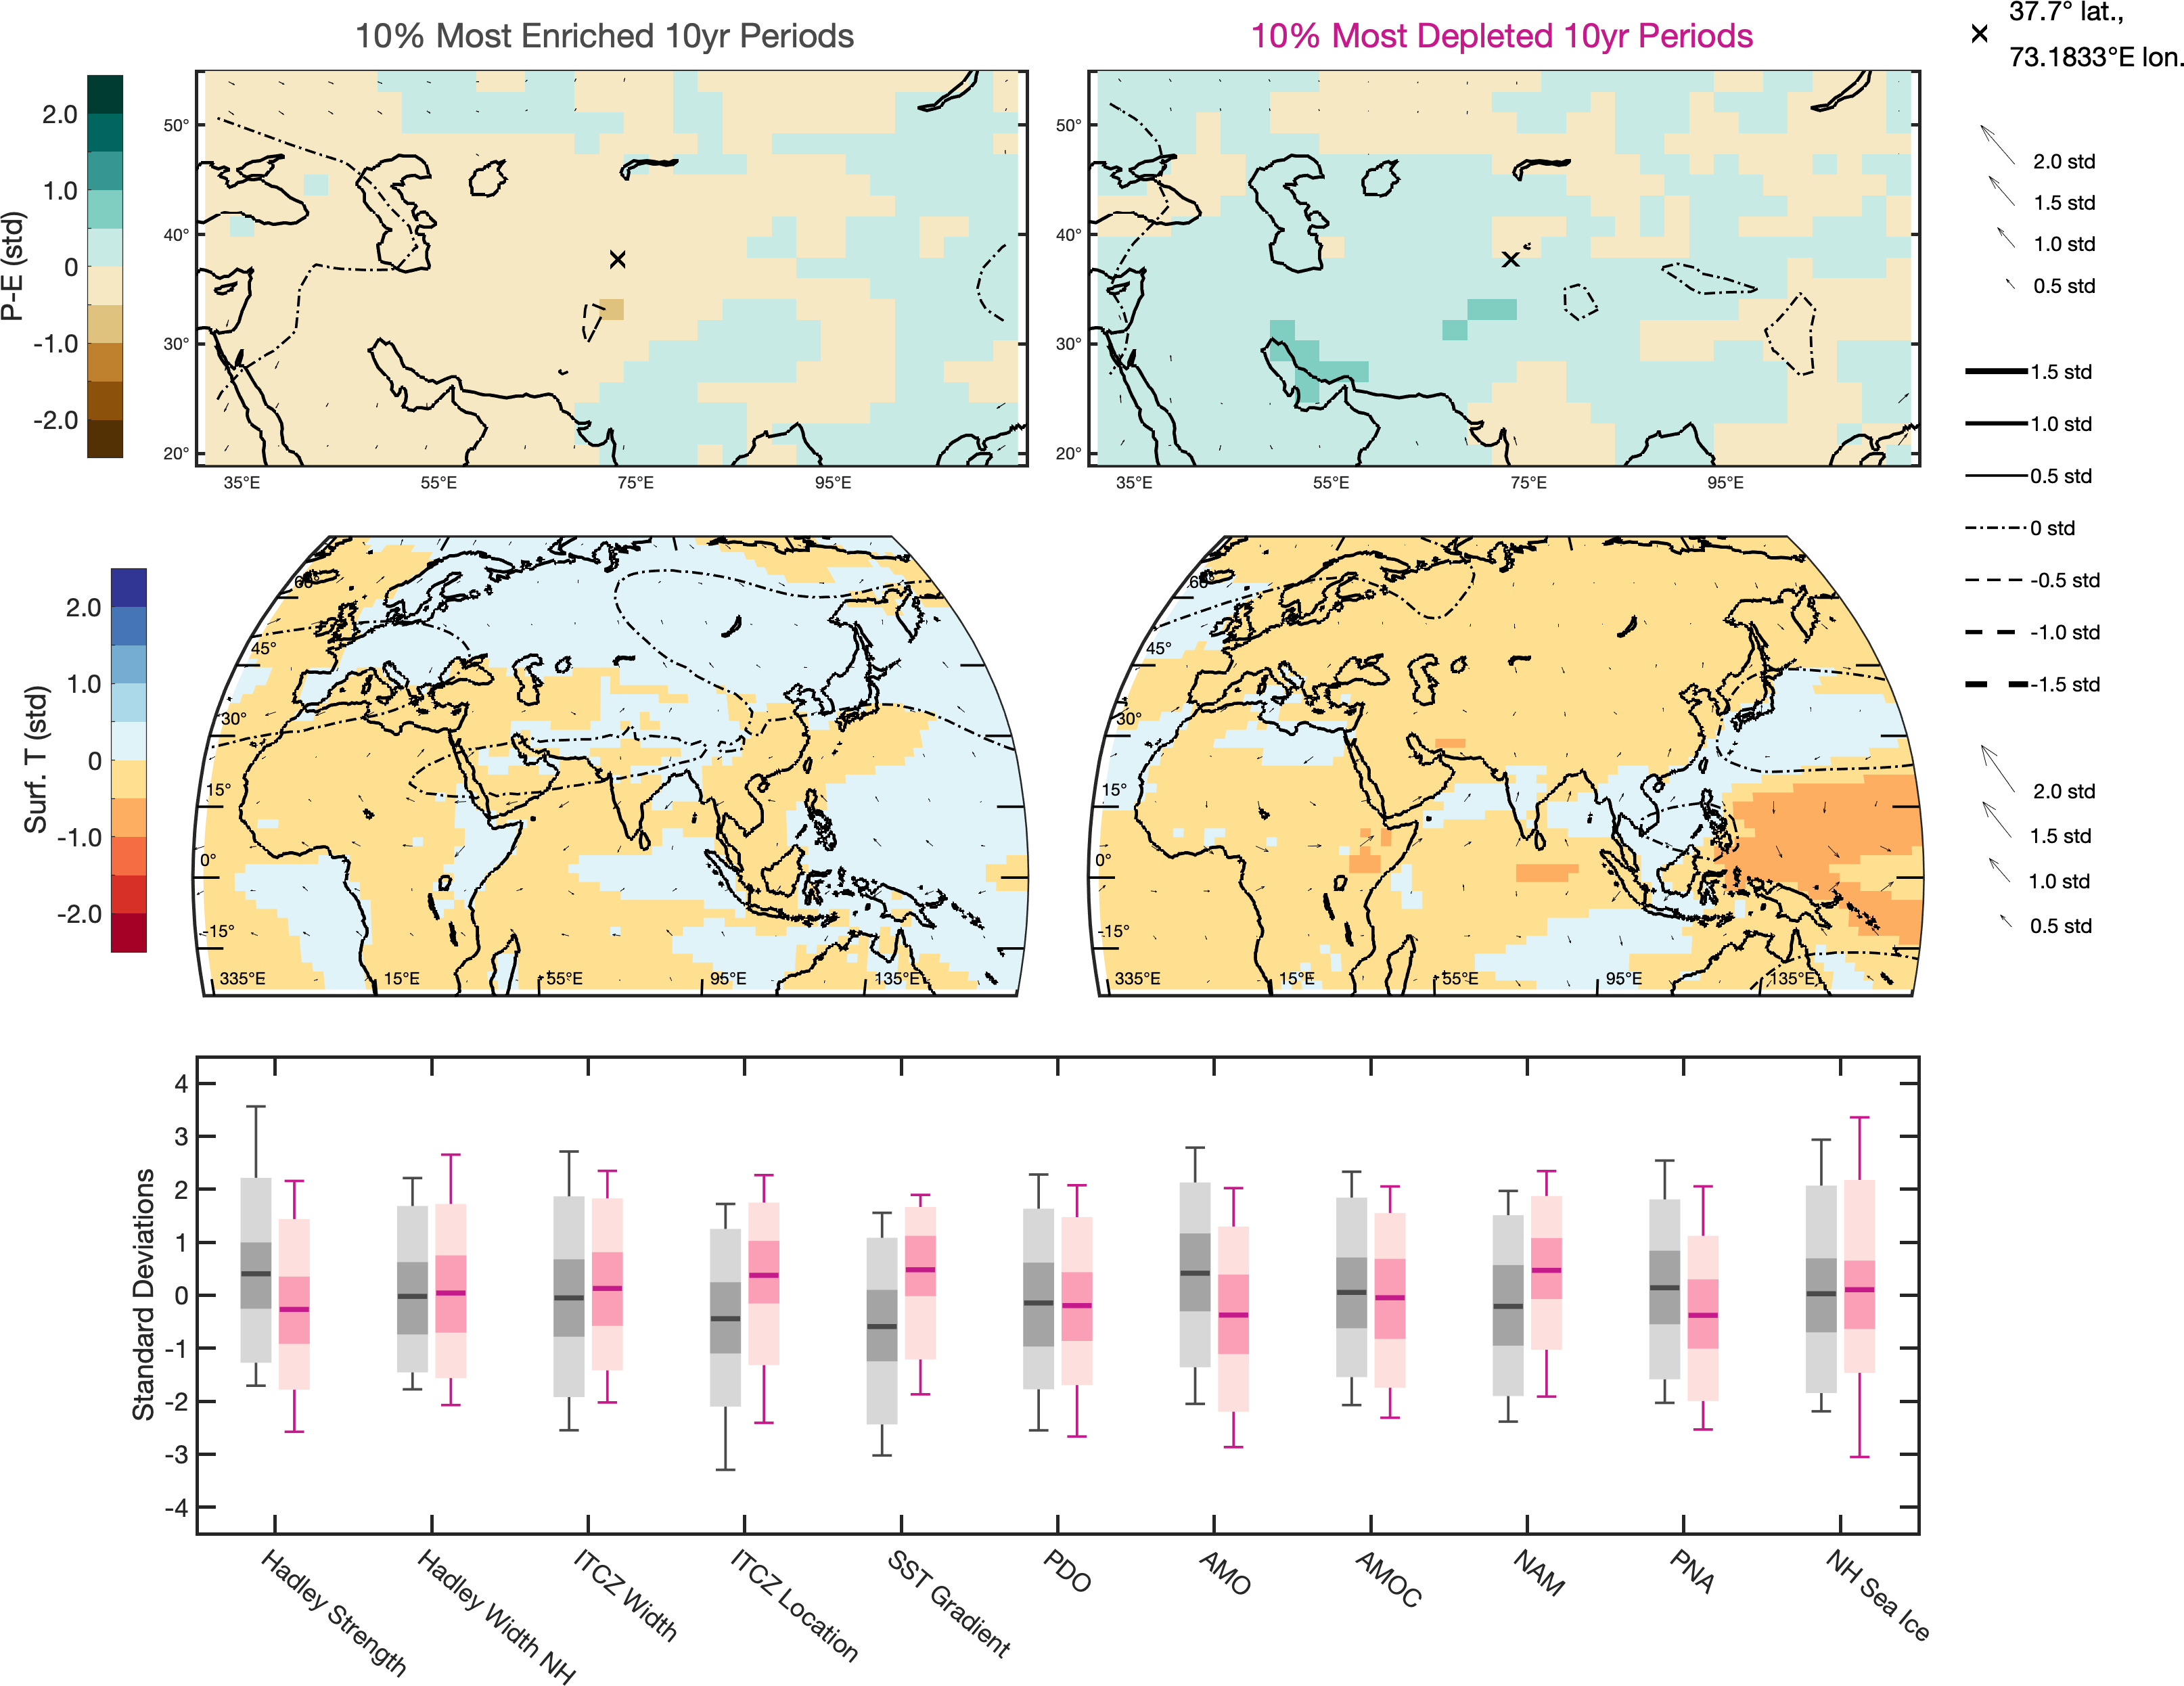 10% Most Enriched 10yr Periods
10% Most Depleted 10yr Periods
37.7° lat.,
73.1833°E lon.
P-E (std)
2.0
1.0
0
-1.0
-2.0
50°
40°
30°
20°
35°E
55°E
75°E
95°E
50°
40°
30°
20°
35°E
55°E
75°E
95°E
2.0 std
1.5 std
1.0 std
0.5 std
1.5 std
1.0 std
0.5 std
0 std
-0.5 std
-1.0 std
-1.5 std
Surf. T (std)
2.0
1.0
0
-1.0
-2.0
60°
45°
30°
15°
0°
-15°
335°E
15°E
55°E
95°E
135°E
60°
45°
30°
15°
0°
-15°
335°E
15°E
55°E
95°E
135°E
2.0 std
1.5 std
1.0 std
0.5 std
Standard Deviations
4
3
2
1
0
-1
-2
-3
-4
Hadley Strength
Hadley Width NH
ITCZ Width
ITCZ Location
SST Gradient
PDO
AMO
AMOC
NAM
PNA
NH Sea Ice